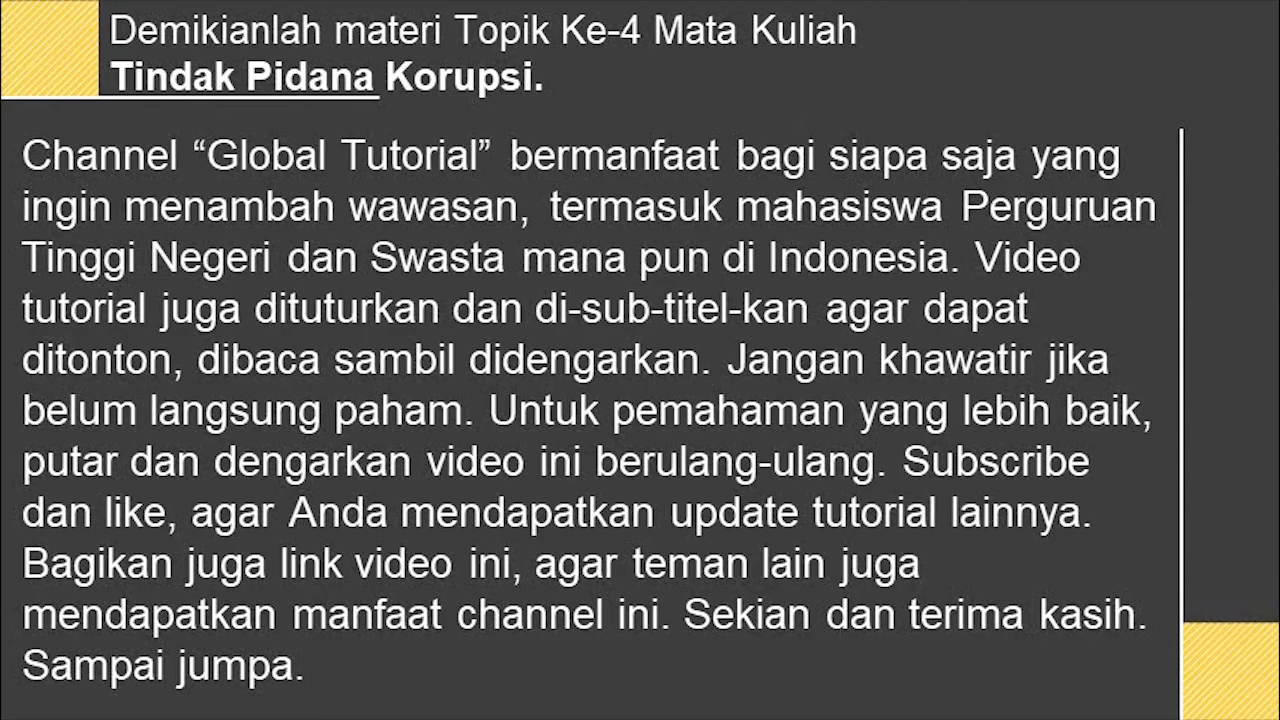 Demikianlah materi Topik Ke-4 Mata Kuliah
Tindak Pidana Korupsi.
Channel “Global Tutorial” bermanfaat bagi siapa saja yang
ingin menambah wawasan, termasuk mahasiswa Perguruan
Tinggi Negeri dan Swasta mana pun di Indonesia. Video
tutorial juga dituturkan dan di-sub-titel-kan agar dapat
ditonton, dibaca sambil didengarkan. Jangan khawatir jika
belum langsung paham. Untuk pemahaman yang lebih baik,
putar dan dengarkan video ini berulang-ulang. Subscribe
dan like, agar Anda mendapatkan update tutorial lainnya.
Bagikan juga link video ini, agar teman lain juga
mendapatkan manfaat channel ini. Sekian dan terima kasih.
Sampai jumpa.